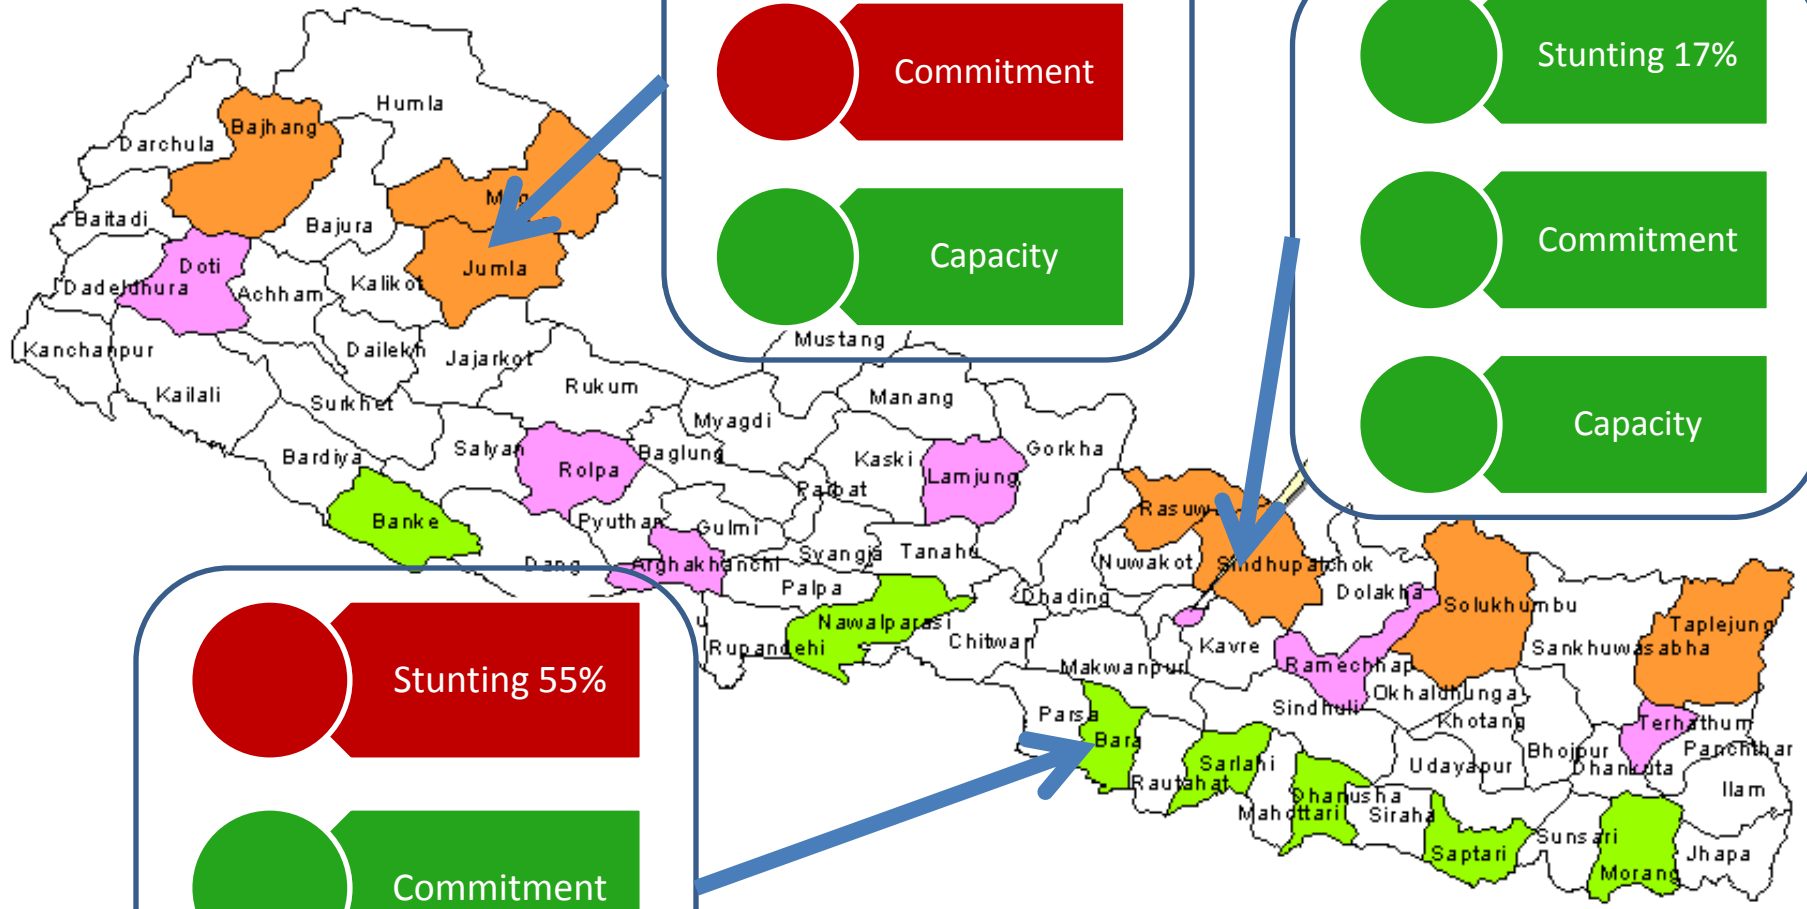 Commitment
Capacity
Stunting 17%
Commitment
Capacity
Stunting 55%
Commitment
Humla
Bajhang
Darchula
Baitadi
Bajura
Doti
Jumla
Dadeldhura
Achham
Kalikot
Kanchanpur
Dailekh
Jajarkot
Mustang
Kailali
Surkhet
Rukum
Manang
Myagdi
Bardiya
Salyan
Rolpa
Baglung
Kaski
Lamjung
Gorkha
Parbat
Banke
Pyuthan
Gulmi
Rasuw
Dang
Arghakhanchi
Syangja
Tanahu
Nuwakot
Sindhupalchok
Palpa
Dhading
Dolakha
Solukhumbu
Nawalparasi
Taplejung
u
Rupandehi
Chitwan
Kavre
Sankhuwasabha
Makwanpur
Ramechhap
Okhaldhunga
Parsa
Sindhuli
Khotang
Terhathum
Bara
Bhojpur
Panchthar
Sarlahi
Udayapur
Dhankuta
Rautahat
Dhanusha
Ilam
Mahottari
Siraha
Sunsari
Saptari
Jhapa
Morang